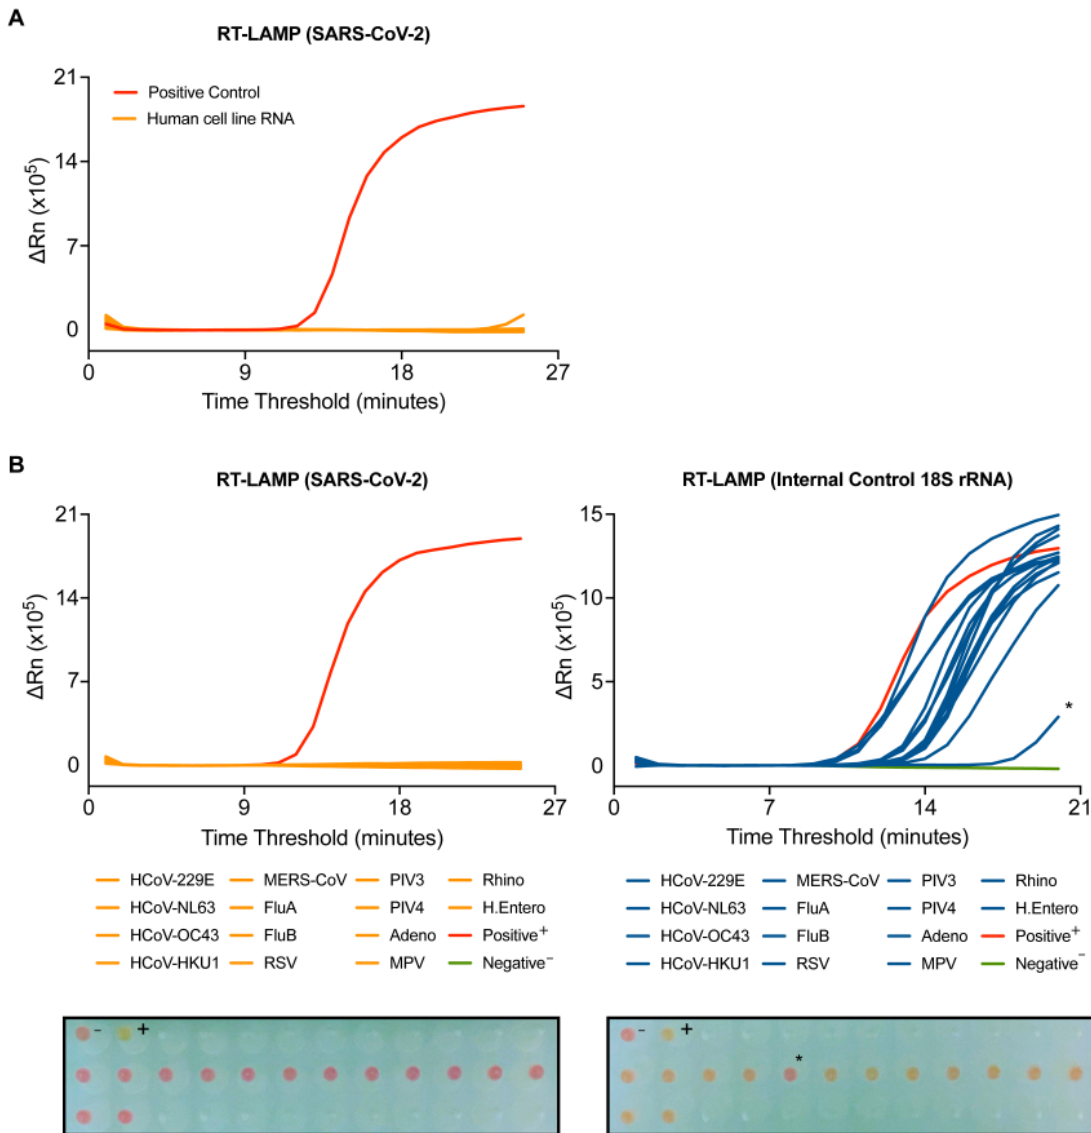 A
RT-LAMP (SARS-CoV-2)
21
14
7
0
ΔRn (x10⁵)
Positive Control
Human cell line RNA
0 9 18 27
Time Threshold (minutes)
B
RT-LAMP (SARS-CoV-2)
21
14
7
0
ΔRn (x10⁵)
0 9 18 27
Time Threshold (minutes)
HCoV-229E MERS-CoV PIV3 Rhino
HCoV-NL63 FluA PIV4 H.Entero
HCoV-OC43 FluB Adeno Positive⁺
HCoV-HKU1 RSV MPV Negative⁻
- +
RT-LAMP (Internal Control 18S rRNA)
15
10
5
0
ΔRn (x10⁵)
*
0 7 14 21
Time Threshold (minutes)
HCoV-229E MERS-CoV PIV3 Rhino
HCoV-NL63 FluA PIV4 H.Entero
HCoV-OC43 FluB Adeno Positive⁺
HCoV-HKU1 RSV MPV Negative⁻
- +
*